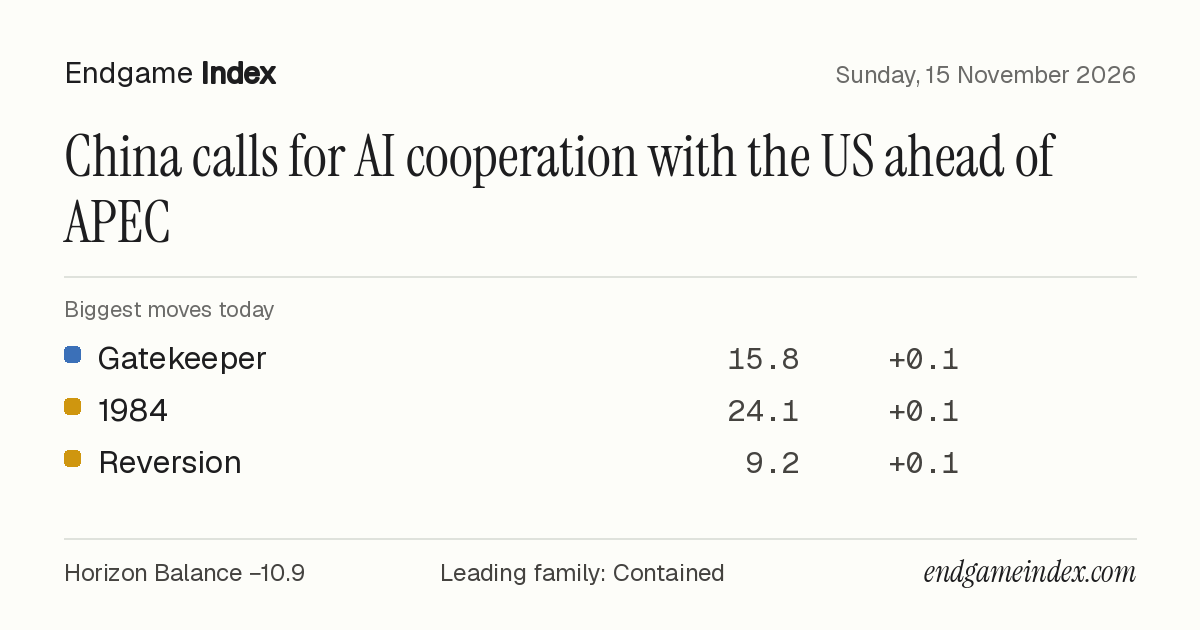 Endgame Index
Sunday, 15 November 2026
China calls for AI cooperation with the US ahead of
APEC
Biggest moves today
Gatekeeper 15.8 +0.1
1984 24.1 +0.1
Reversion 9.2 +0.1
Horizon Balance −10.9
Leading family: Contained
endgameindex.com